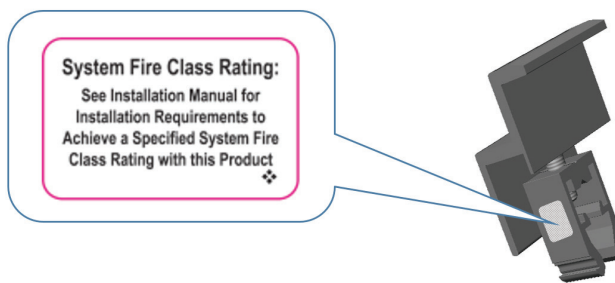 System Fire Class Rating:
See Installation Manual for
Installation Requirements to
Achieve a Specified System Fire
Class Rating with this Product